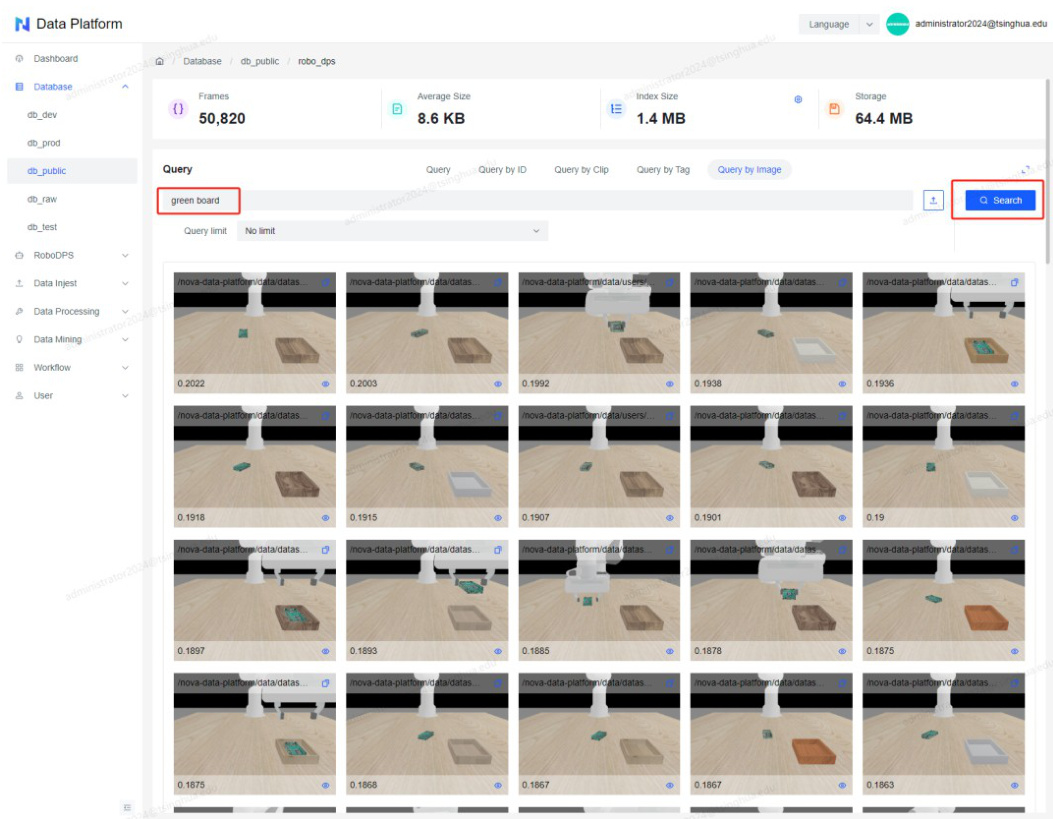 Data Platform
Language
administrator2024@tsinghua.edu
Dashboard
Database
db_dev
db_prod
db_public
db_raw
db_test
RoboDPS
Data Injest
Data Processing
Data Mining
Workflow
User
/ Database / db_public / robo_dps
Frames
50,820
Average Size
8.6 KB
Index Size
1.4 MB
Storage
64.4 MB
Query
Query Query by ID Query by Clip Query by Tag Query by Image
green board
Search
Query limit No limit
/nova-data-platform/data/datas... /nova-data-platform/data/datas... /nova-data-platform/data/users/... /nova-data-platform/data/datas... /nova-data-platform/data/datas...
0.2022 0.2003 0.1992 0.1938 0.1936
/nova-data-platform/data/datas... /nova-data-platform/data/datas... /nova-data-platform/data/users/... /nova-data-platform/data/datas... /nova-data-platform/data/datas...
0.1918 0.1915 0.1907 0.1901 0.19
/nova-data-platform/data/datas... /nova-data-platform/data/datas... /nova-data-platform/data/datas... /nova-data-platform/data/datas... /nova-data-platform/data/datas...
0.1897 0.1893 0.1885 0.1878 0.1875
/nova-data-platform/data/datas... /nova-data-platform/data/datas... /nova-data-platform/data/datas... /nova-data-platform/data/datas... /nova-data-platform/data/datas...
0.1875 0.1868 0.1867 0.1867 0.1863